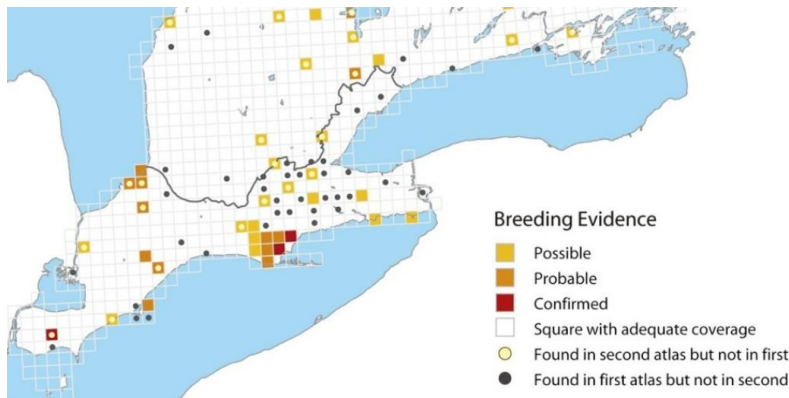 Breeding Evidence
Possible
Probable
Confirmed
Square with adequate coverage
Found in second atlas but not in first
Found in first atlas but not in second